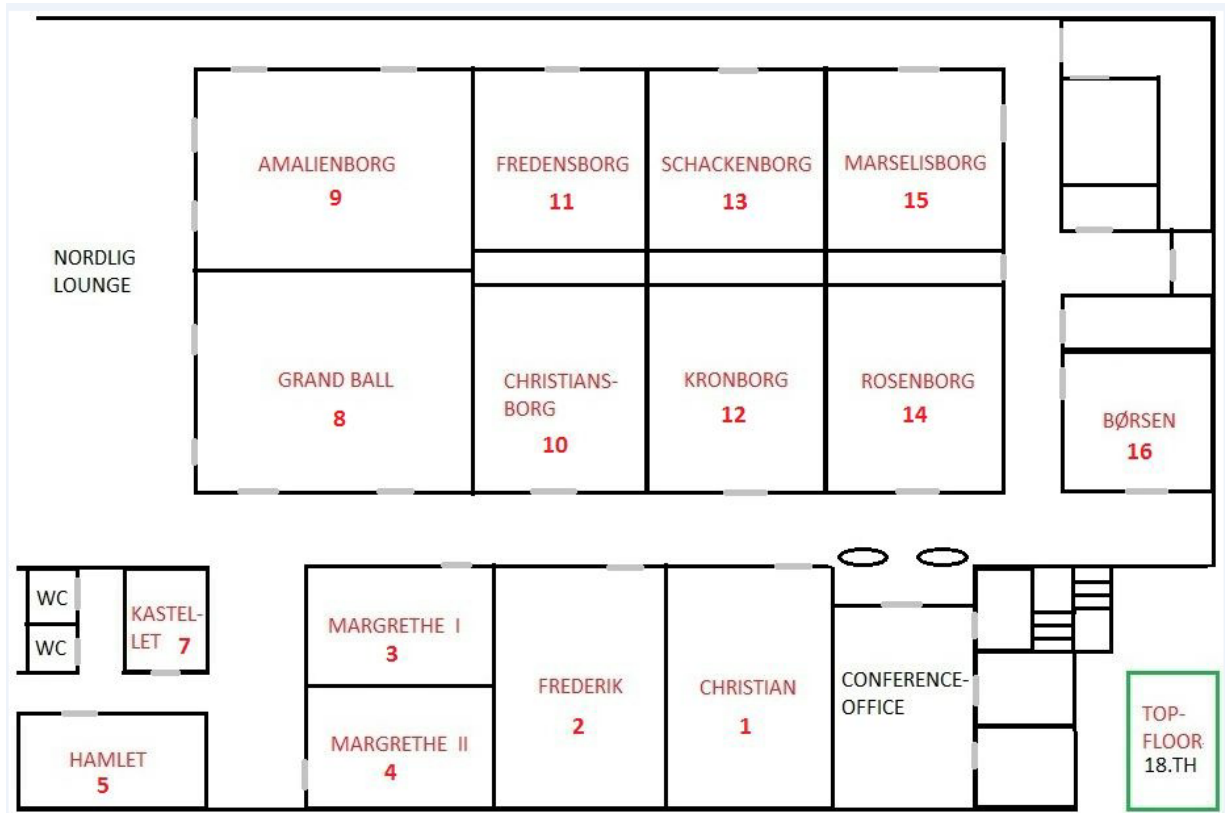 AMALIENBORG
9
FREDENSBORG
11
SCHACKENBORG
13
MARSELISBORG
15
NORDLIG
LOUNGE
GRAND BALL
8
CHRISTIANS-
BORG
10
KRONBORG
12
ROSENBORG
14
BØRSEN
16
WC
WC
KASTEL-
LET 7
MARGRETHE I
3
MARGRETHE II
4
FREDERIK
2
CHRISTIAN
1
CONFERENCE-
OFFICE
HAMLET
5
TOP-
FLOOR
18.TH